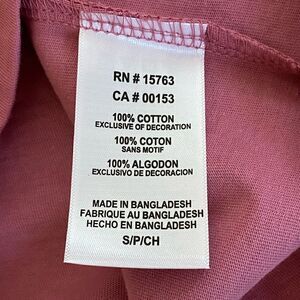 RN # 15763
CA # 00153
100% COTTON
EXCLUSIVE OF DECORATION
100% COTON
SANS MOTIF
100% ALGODON
EXCLUSIVO DE DECORACION
MADE IN BANGLADESH
FABRIQUE AU BANGLADESH
HECHO EN BANGLADESH
S/P/CH